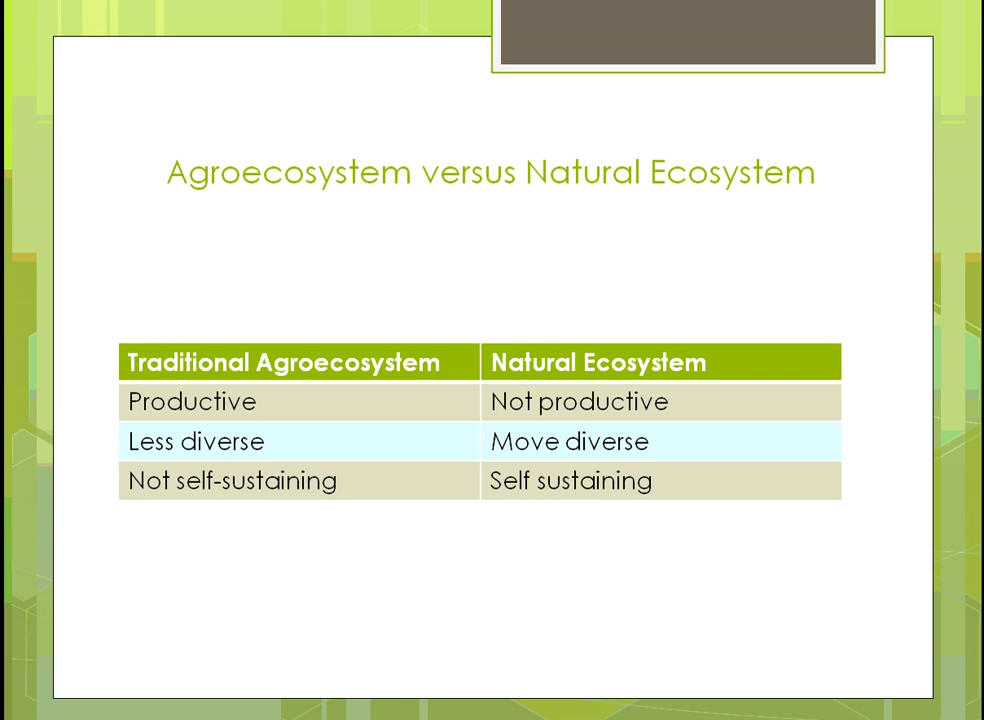 Agroecosystem versus Natural Ecosystem
Traditional Agroecosystem Natural Ecosystem
Productive Not productive
Less diverse Move diverse
Not self-sustaining Self sustaining